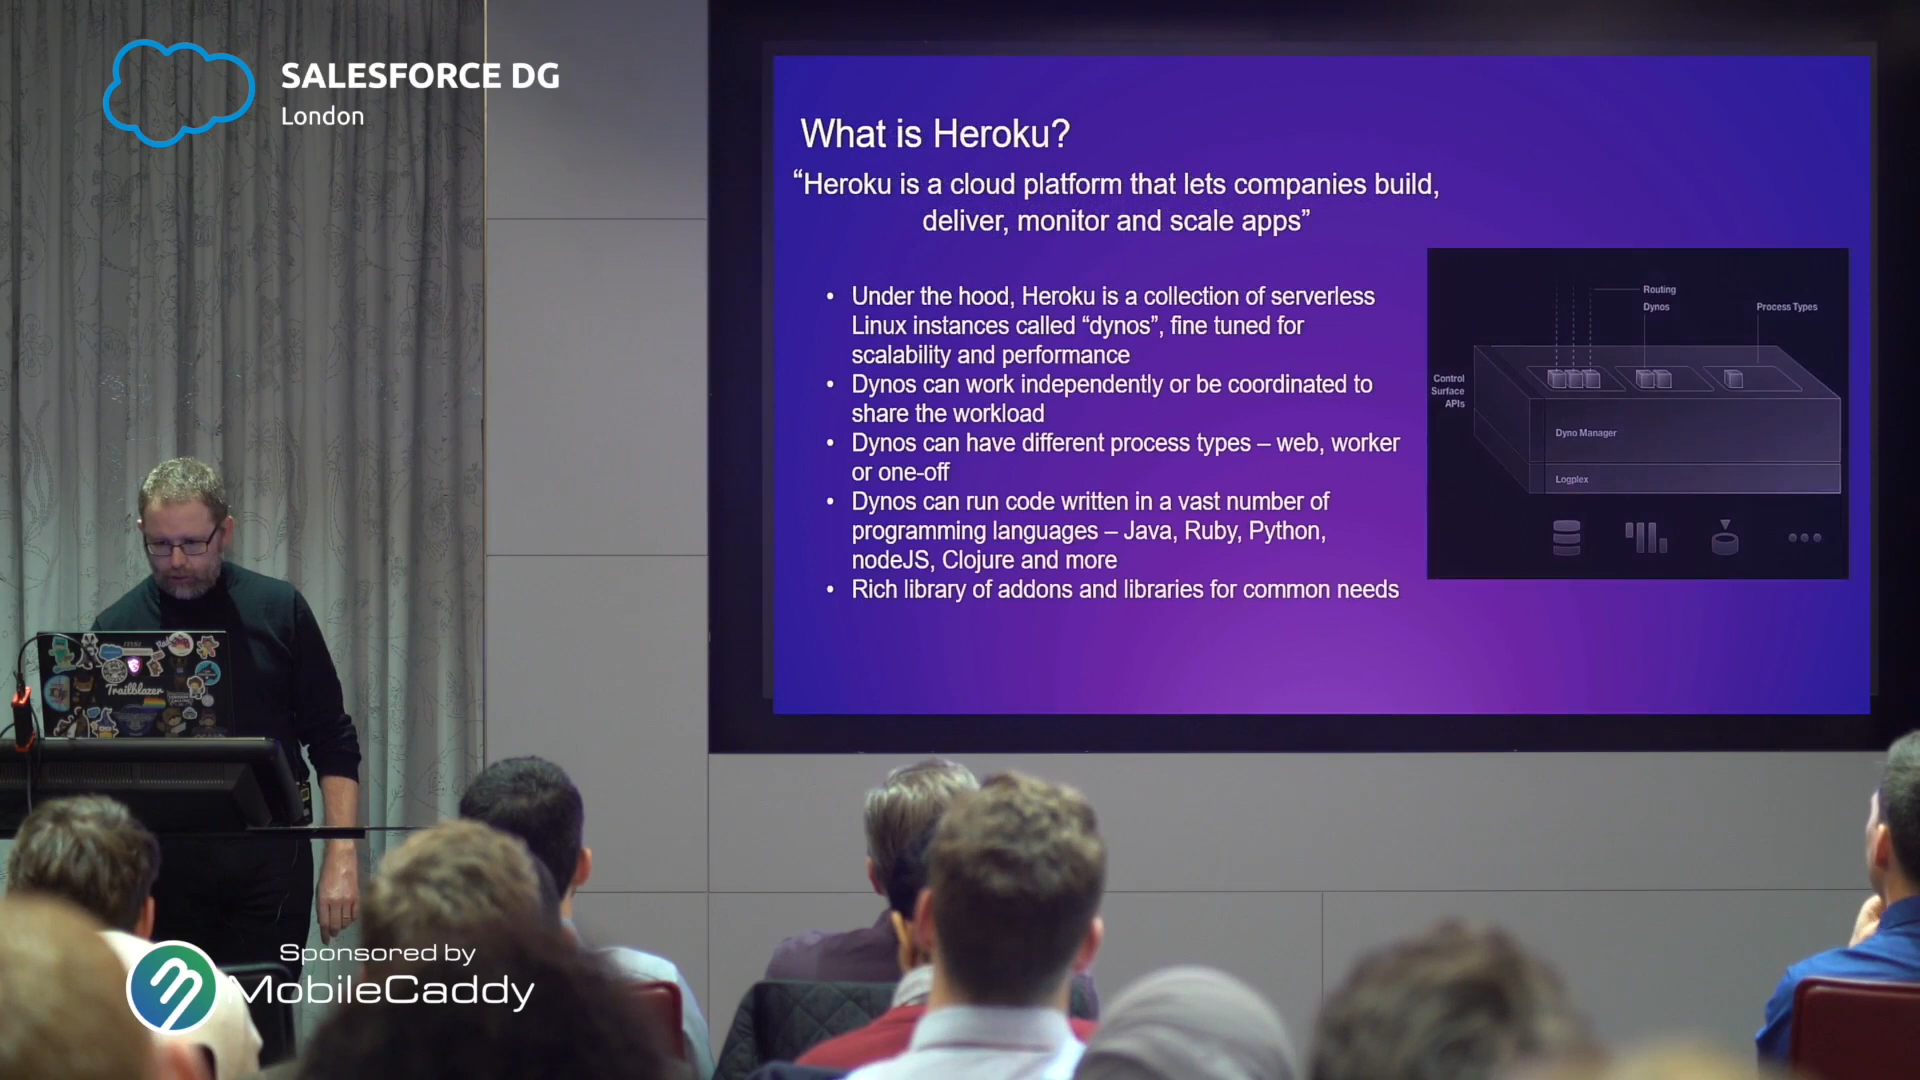 SALESFORCE DG
London
What is Heroku?
“Heroku is a cloud platform that lets companies build,
deliver, monitor and scale apps”
• Under the hood, Heroku is a collection of serverless
Linux instances called “dynos”, fine tuned for
scalability and performance
• Dynos can work independently or be coordinated to
share the workload
• Dynos can have different process types – web, worker
or one-off
• Dynos can run code written in a vast number of
programming languages – Java, Ruby, Python,
nodeJS, Clojure and more
• Rich library of addons and libraries for common needs
Routing
Dynos
Process Types
Control
Surface
APIs
Dyno Manager
Logplex
Trailblazer
Sponsored by
MobileCaddy